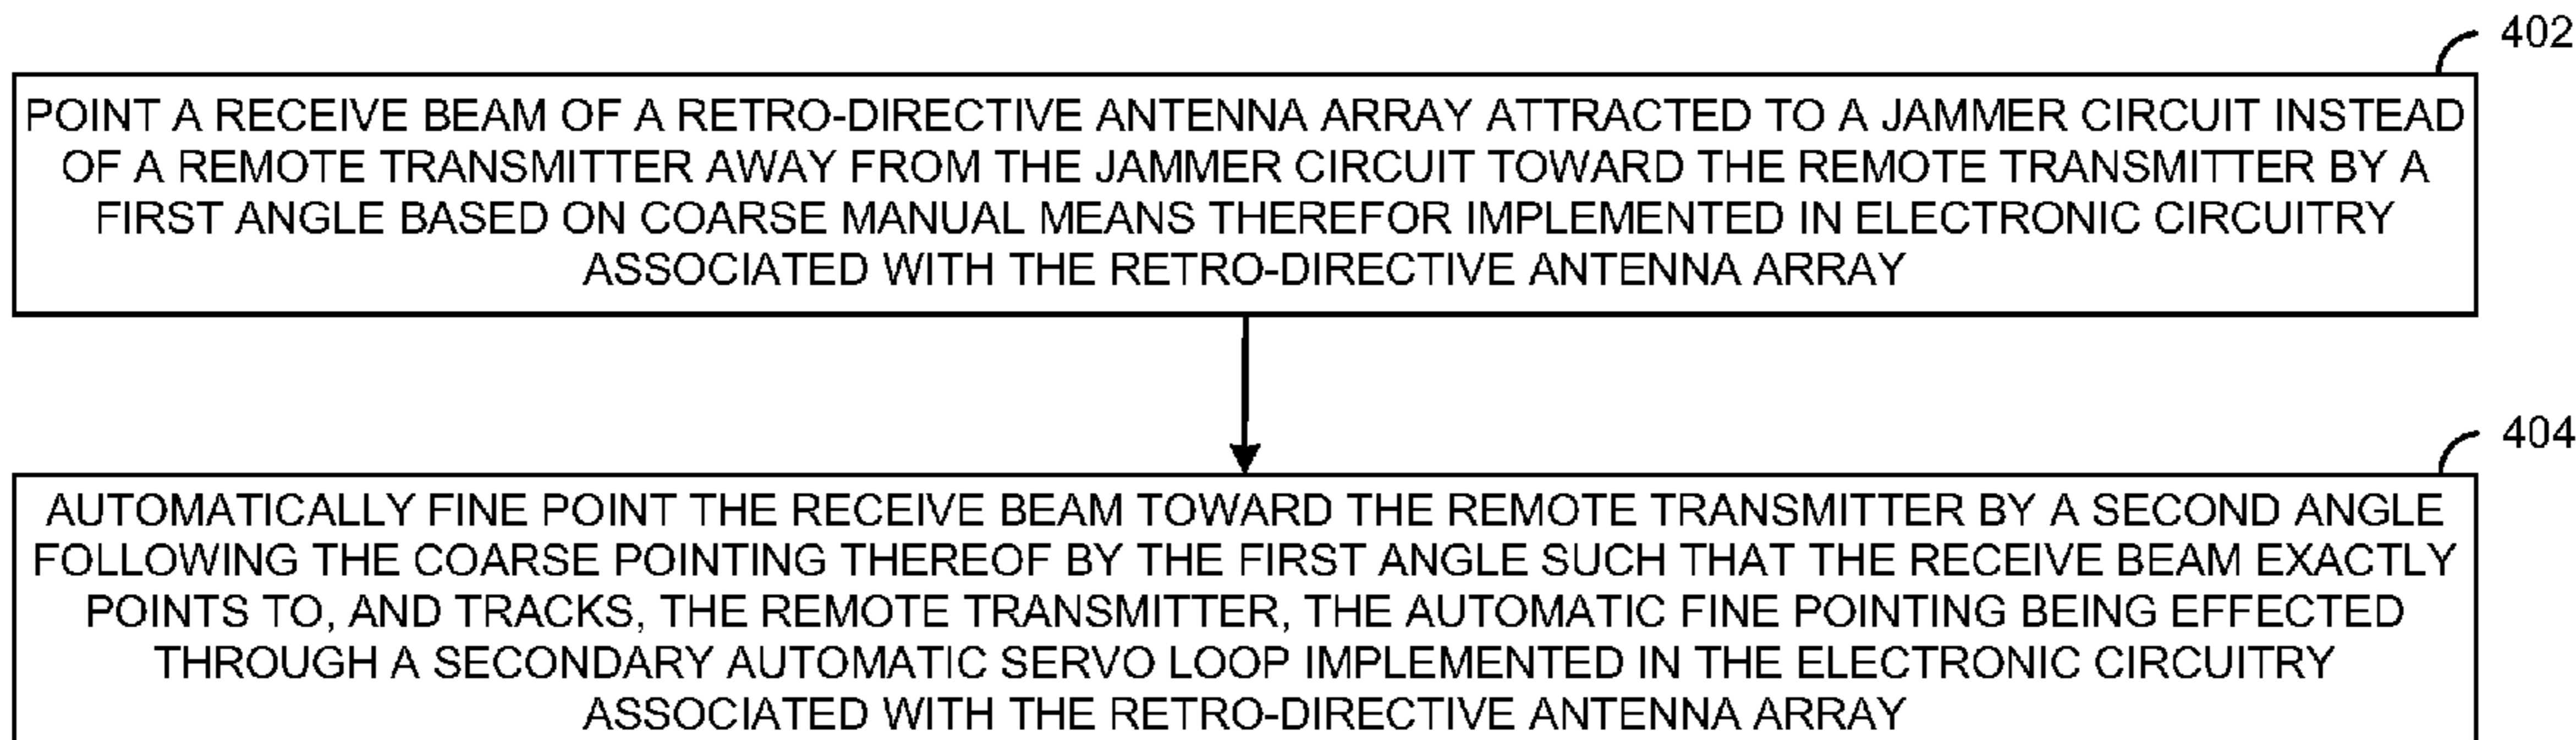 402
POINT A RECEIVE BEAM OF A RETRO-DIRECTIVE ANTENNA ARRAY ATTRACTED TO A JAMMER CIRCUIT INSTEAD
OF A REMOTE TRANSMITTER AWAY FROM THE JAMMER CIRCUIT TOWARD THE REMOTE TRANSMITTER BY A
FIRST ANGLE BASED ON COARSE MANUAL MEANS THEREFOR IMPLEMENTED IN ELECTRONIC CIRCUITRY
ASSOCIATED WITH THE RETRO-DIRECTIVE ANTENNA ARRAY
404
AUTOMATICALLY FINE POINT THE RECEIVE BEAM TOWARD THE REMOTE TRANSMITTER BY A SECOND ANGLE
FOLLOWING THE COARSE POINTING THEREOF BY THE FIRST ANGLE SUCH THAT THE RECEIVE BEAM EXACTLY
POINTS TO, AND TRACKS, THE REMOTE TRANSMITTER, THE AUTOMATIC FINE POINTING BEING EFFECTED
THROUGH A SECONDARY AUTOMATIC SERVO LOOP IMPLEMENTED IN THE ELECTRONIC CIRCUITRY
ASSOCIATED WITH THE RETRO-DIRECTIVE ANTENNA ARRAY